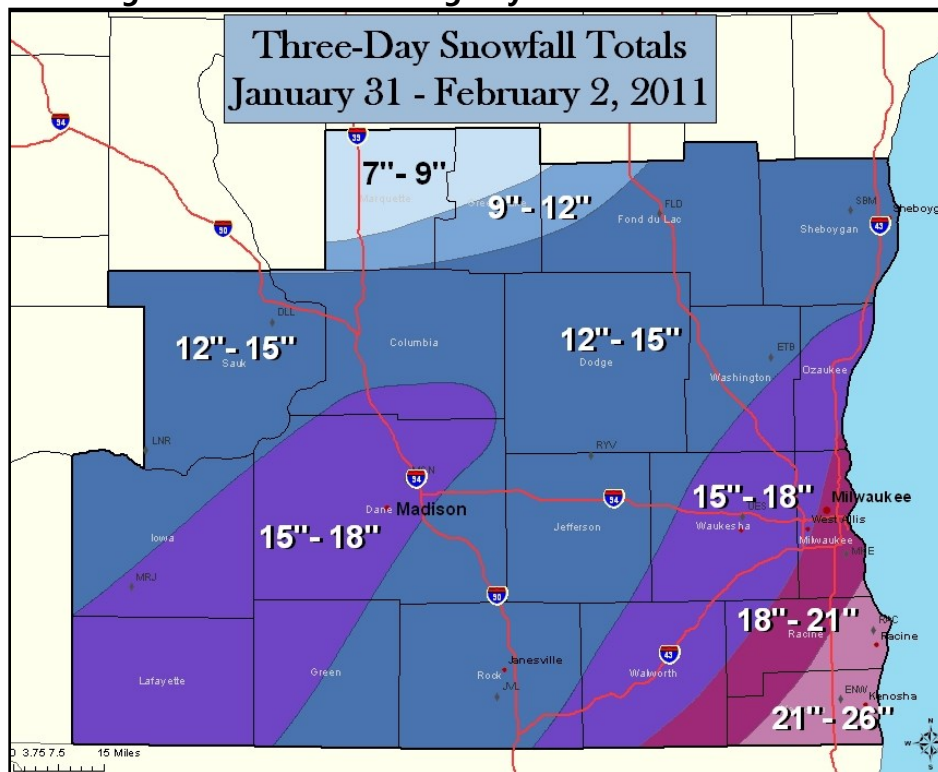 Three-Day Snowfall Totals
January 31 - February 2, 2011
94
39
7"- 9"
Marquette
9"- 12"
FLD
Fond du Lac
SBM
Sheboyg
Sheboygan
90
43
DLL
12"- 15"
Sauk
Columbia
12"- 15"
Dodge
ETB
Washington
Ozaukee
LNR
RYV
94
94
Dane
Madison
15"- 18"
Iowa
Jefferson
15"- 18"
UES
Waukesha
Milwaukee
West Allis
Milwaukee
MKE
MRJ
90
18"- 21"
Racine
RAC
Racine
43
Lafayette
Green
Rock
Janesville
JVL
Walworth
ENW
Kenosha
21"- 26"
0 3.75 7.5 15 Miles
N
W
E
S